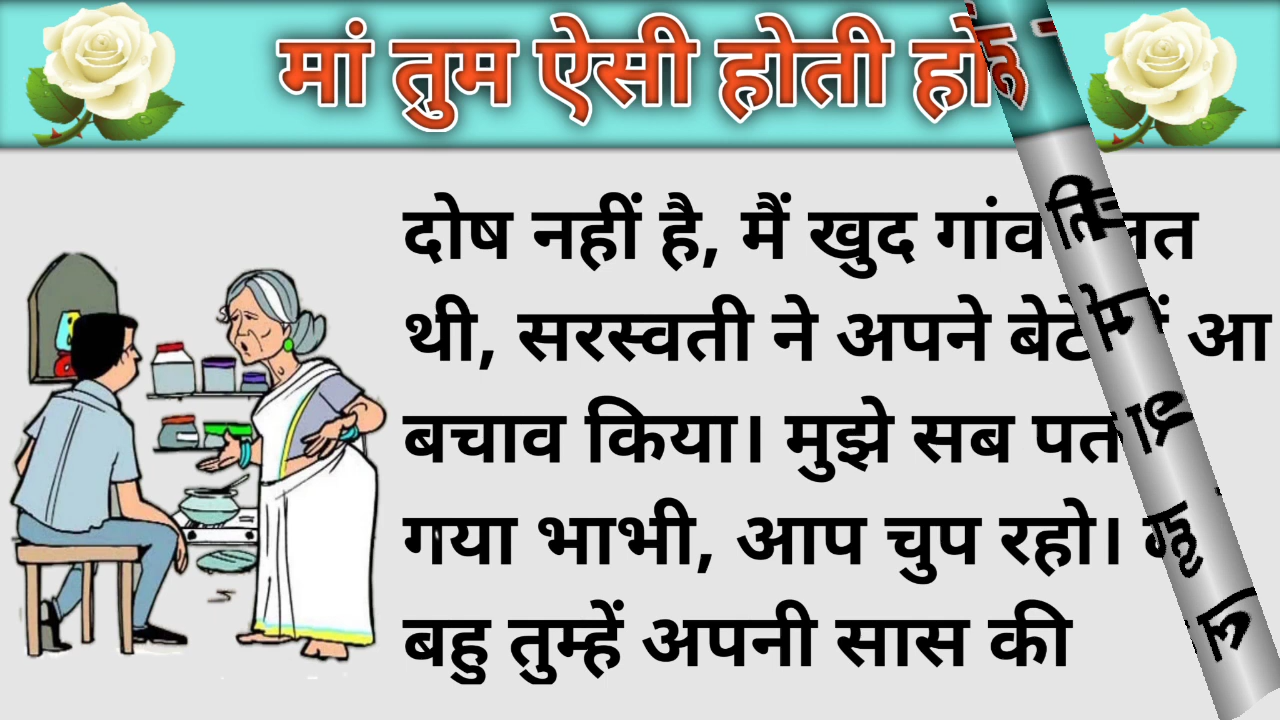 मां तुम ऐसी होती हो
दोष नहीं है, मैं खुद गांव
थी, सरस्वती ने अपने बेटे आ
बचाव किया। मुझे सब
गया भाभी, आप चुप रहो।
बहु तुम्हें अपनी सास की